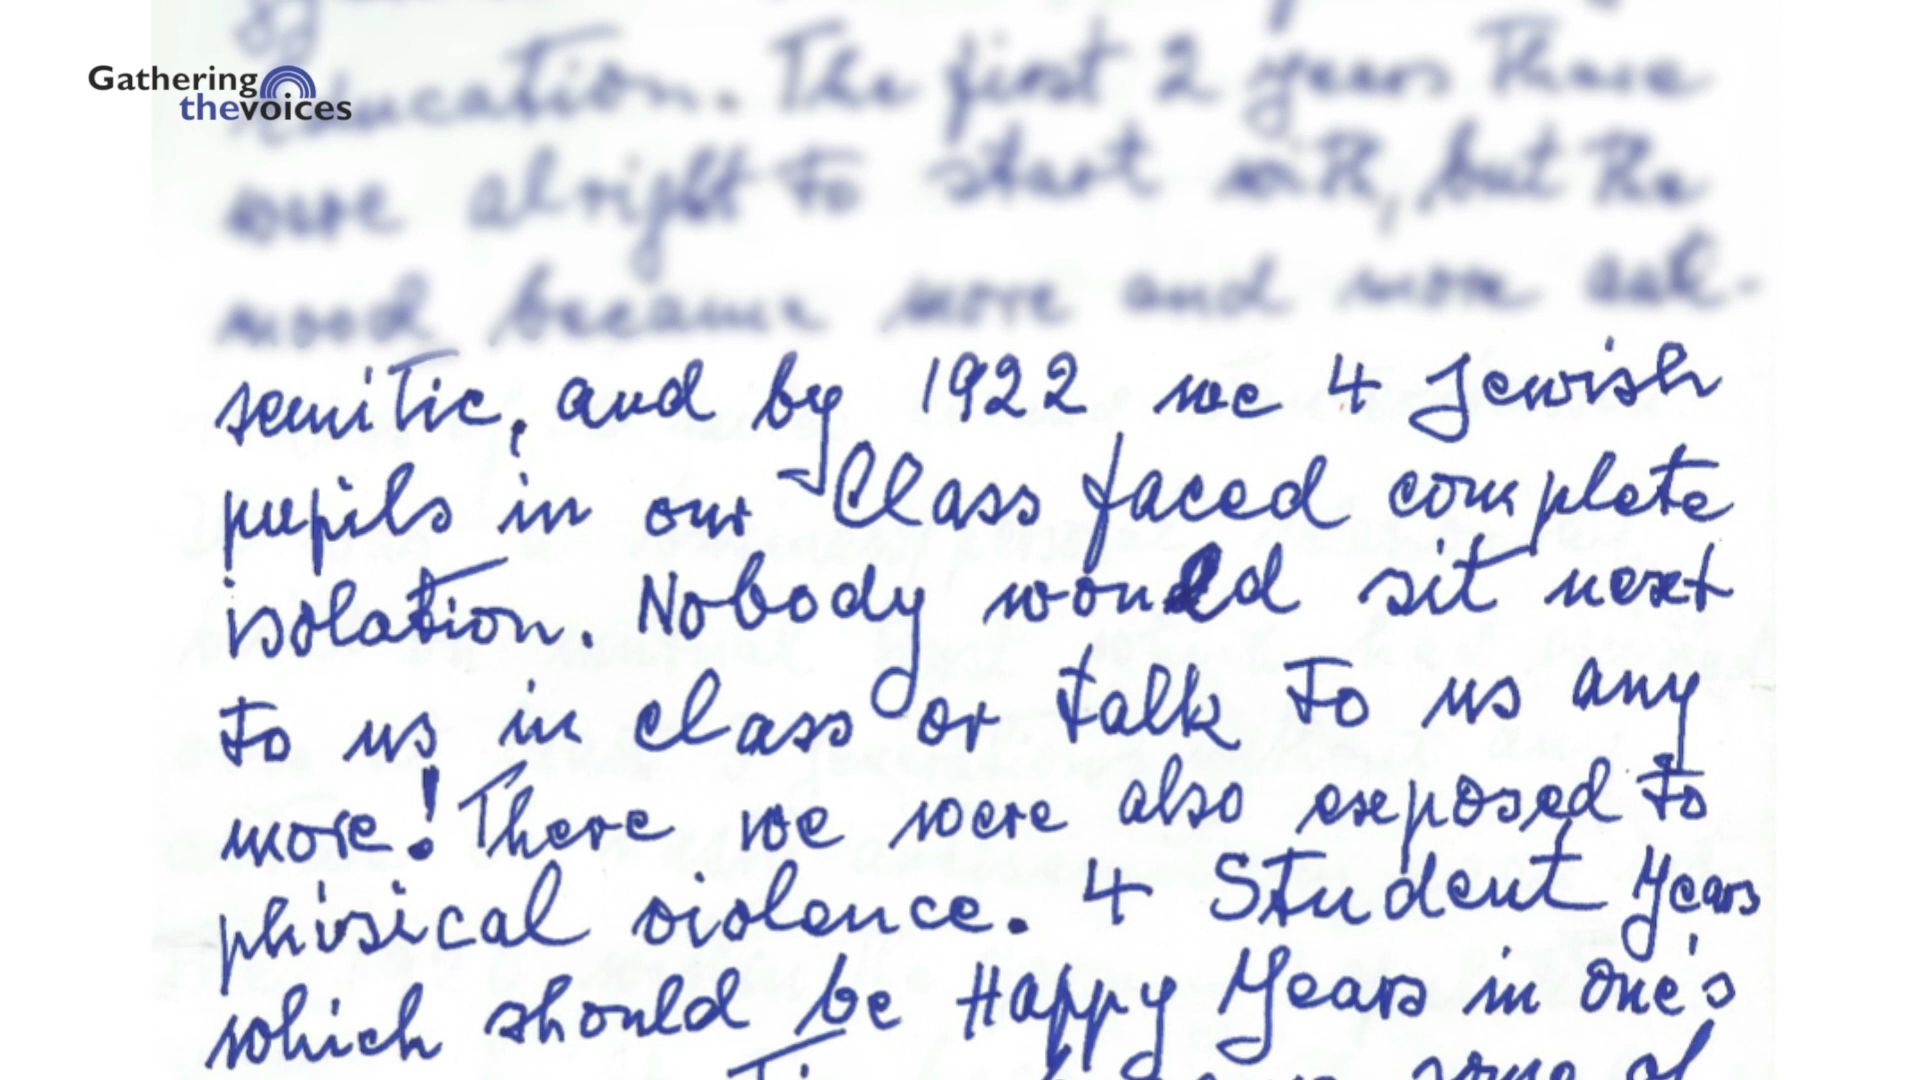 Gathering
thevoices
education. The first 2 years There
were alright to start with, but the
mood became more and more anti-
semitic, and by 1922 we 4 Jewish
pupils in our Class faced complete
isolation. Nobody would sit next
to us in class or talk to us any
more! There we were also exposed to
phisical violence. 4 Student Years
which should be Happy Years in one's
some of